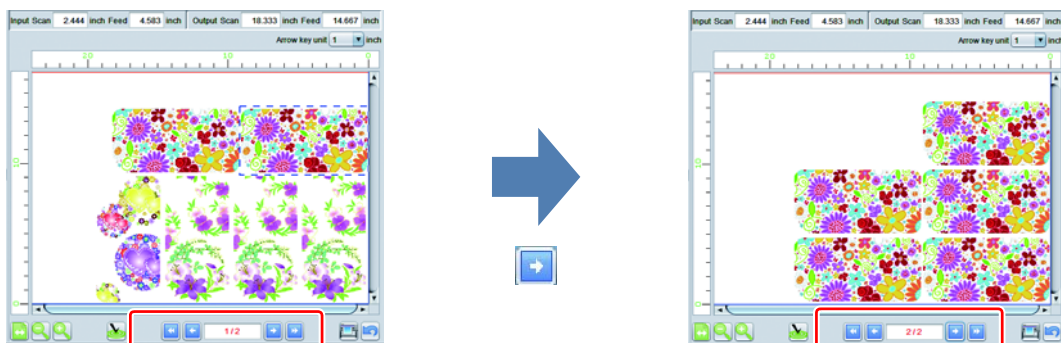 Input Scan 2.444 inch Feed 4.583 inch Output Scan 18.333 inch Feed 14.667 inch
Arrow key unit 1 inch
20 10 0
10
0
1/2
Input Scan 2.444 inch Feed 4.583 inch Output Scan 18.333 inch Feed 14.667 inch
Arrow key unit 1 inch
20 10 0
10
0
2/2